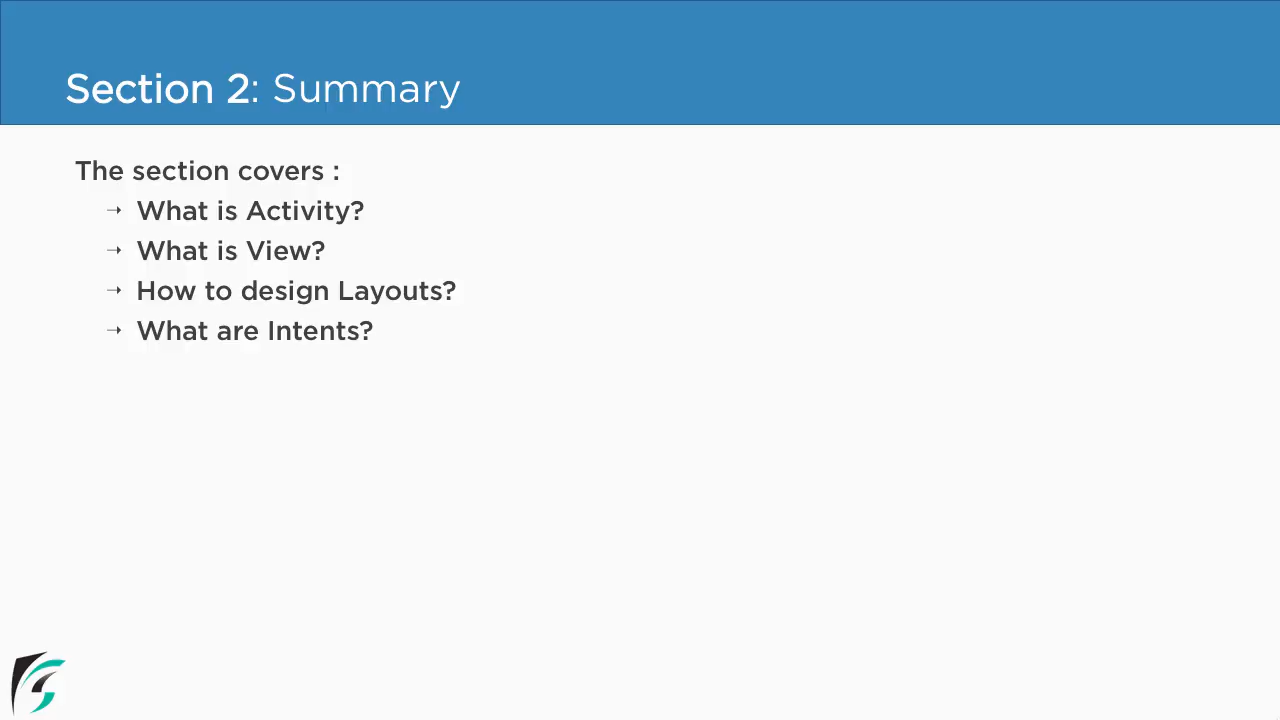 Section 2: Summary
The section covers :
➝ What is Activity?
➝ What is View?
➝ How to design Layouts?
➝ What are Intents?